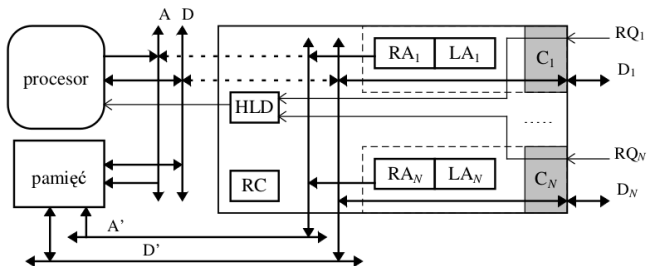 A D
RQ1
RA1 LA1 C1
procesor
D1
HLD
.....
RQN
pamięć
RC
RAN LAN CN
DN
A'
D'